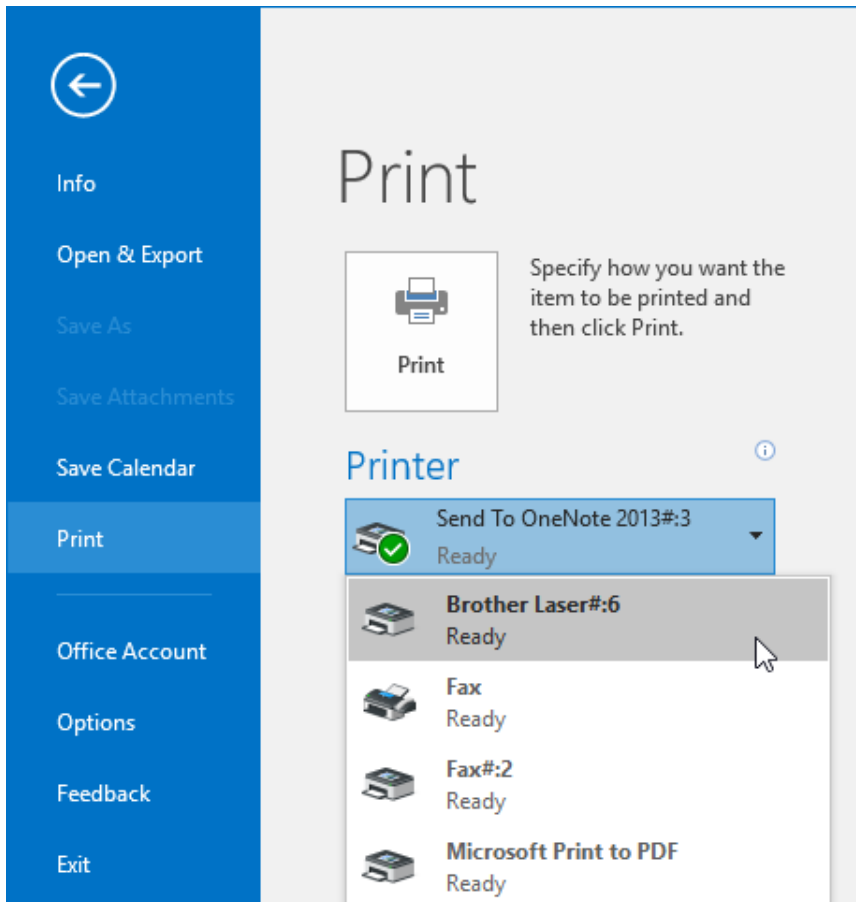 Info
Open & Export
Save As
Save Attachments
Save Calendar
Print
Office Account
Options
Feedback
Exit
Print
Print
Specify how you want the
item to be printed and
then click Print.
Printer
Send To OneNote 2013#:3
Ready
Brother Laser#:6
Ready
Fax
Ready
Fax#:2
Ready
Microsoft Print to PDF
Ready